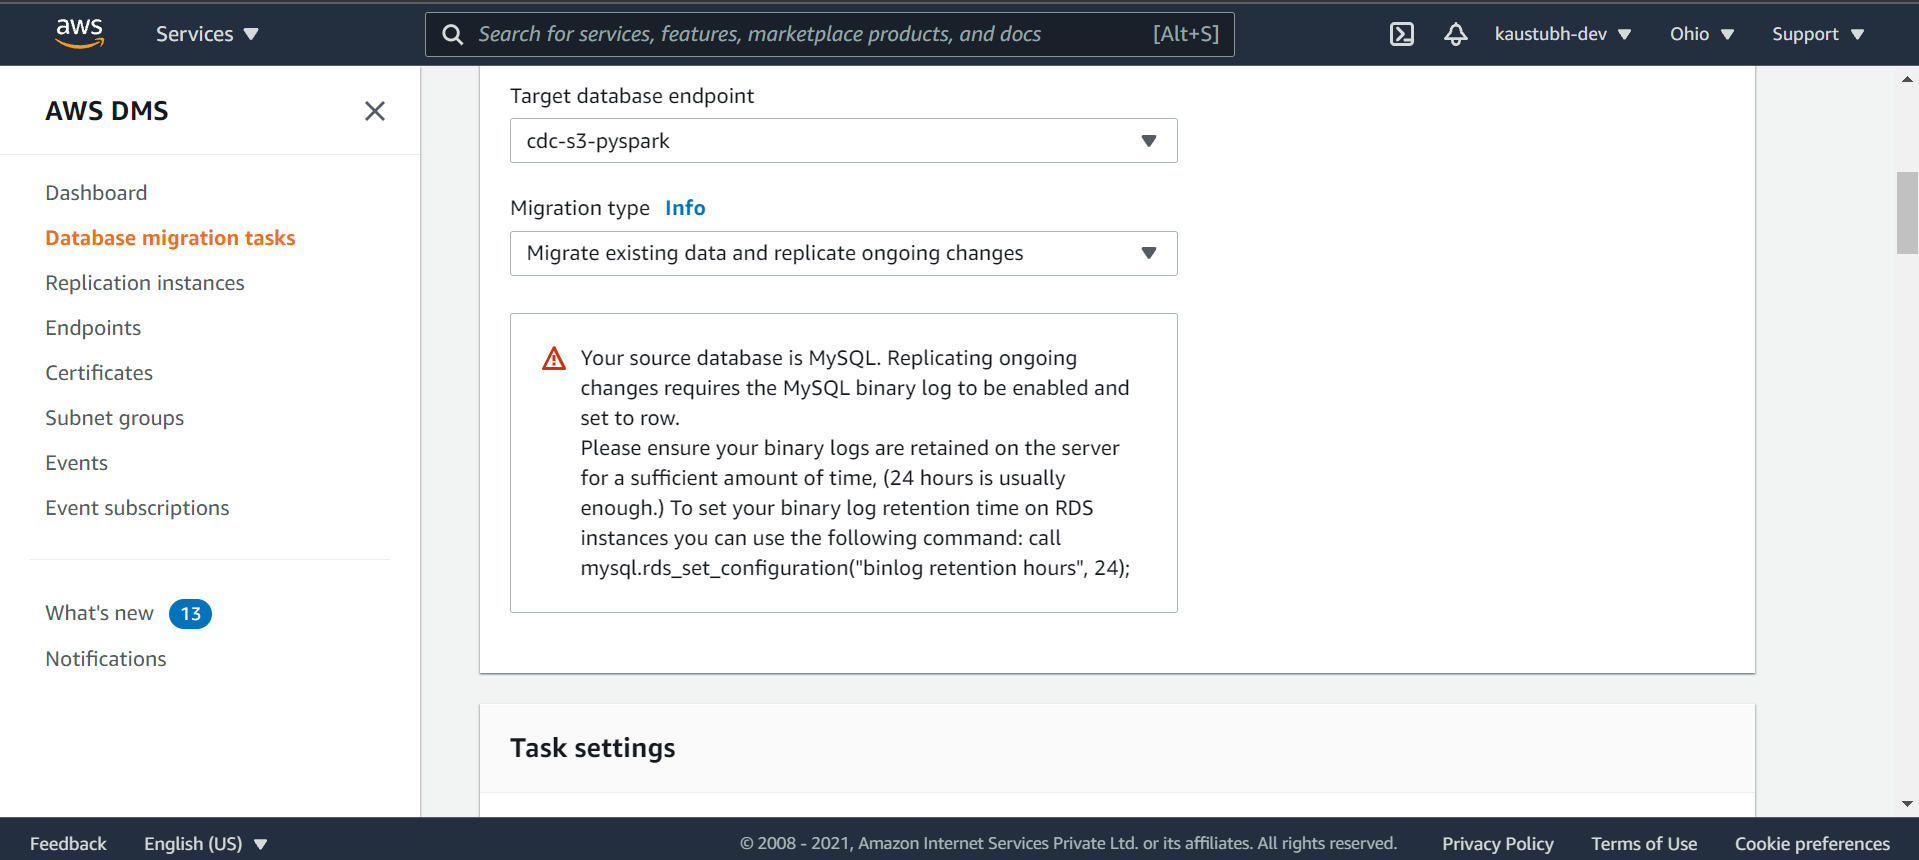 aws
Services
Search for services, features, marketplace products, and docs [Alt+S]
kaustubh-dev
Ohio
Support
AWS DMS
Dashboard
Database migration tasks
Replication instances
Endpoints
Certificates
Subnet groups
Events
Event subscriptions
What's new 13
Notifications
Target database endpoint
cdc-s3-pyspark
Migration type Info
Migrate existing data and replicate ongoing changes
Your source database is MySQL. Replicating ongoing
changes requires the MySQL binary log to be enabled and
set to row.
Please ensure your binary logs are retained on the server
for a sufficient amount of time, (24 hours is usually
enough.) To set your binary log retention time on RDS
instances you can use the following command: call
mysql.rds_set_configuration("binlog retention hours", 24);
Task settings
Feedback
English (US)
© 2008 - 2021, Amazon Internet Services Private Ltd. or its affiliates. All rights reserved.
Privacy Policy
Terms of Use
Cookie preferences